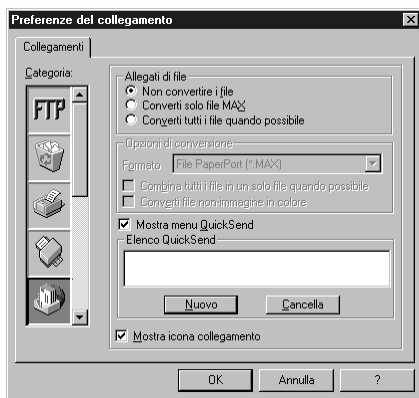 Preferenze del collegamento
Collegamenti
Categoria:
FTP
Allegati di file
Non convertire i file
Converti solo file MAX
Converti tutti i file quando possibile
Opzioni di conversione
Formato
File PaperPort (*.MAX)
Combina tutti i file in un solo file quando possibile
Converti file non-immagine in colore
Mostra menu QuickSend
Elenco QuickSend
Nuovo
Cancella
Mostra icona collegamento
OK
Annulla
?